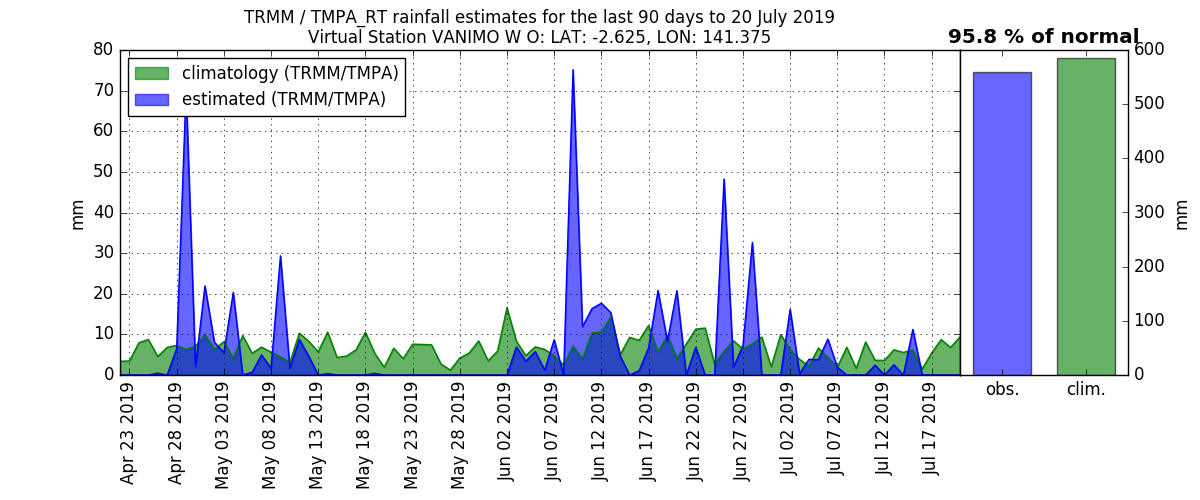 TRMM / TMPA_RT rainfall estimates for the last 90 days to 20 July 2019
Virtual Station VANIMO W O: LAT: -2.625, LON: 141.375
95.8 % of normal
climatology (TRMM/TMPA)
estimated (TRMM/TMPA)
mm
80
70
60
50
40
30
20
10
0
Apr 23 2019
Apr 28 2019
May 03 2019
May 08 2019
May 13 2019
May 18 2019
May 23 2019
May 28 2019
Jun 02 2019
Jun 07 2019
Jun 12 2019
Jun 17 2019
Jun 22 2019
Jun 27 2019
Jul 02 2019
Jul 07 2019
Jul 12 2019
Jul 17 2019
obs.
clim.
600
500
400
300
200
100
0
mm